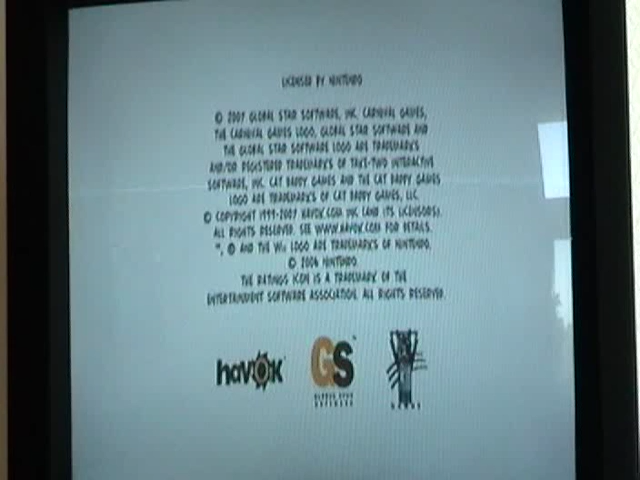 LICENSED BY NINTENDO
© 2007 GLOBAL STAR SOFTWARE, INC. CARNIVAL GAMES,
THE CARNIVAL GAMES LOGO, GLOBAL STAR SOFTWARE AND
THE GLOBAL STAR SOFTWARE LOGO ARE TRADEMARKS
AND/OR REGISTERED TRADEMARKS OF TAKE-TWO INTERACTIVE
SOFTWARE, INC. CAT DADDY GAMES AND THE CAT DADDY GAMES
LOGO ARE TRADEMARKS OF CAT DADDY GAMES, LLC.
© COPYRIGHT 1999-2007 HAVOK.COM INC (AND ITS LICENSORS).
ALL RIGHTS RESERVED. SEE WWW.HAVOK.COM FOR DETAILS.
™, ® AND THE Wii LOGO ARE TRADEMARKS OF NINTENDO.
© 2006 NINTENDO.
THE RATINGS ICON IS A TRADEMARK OF THE
ENTERTAINMENT SOFTWARE ASSOCIATION. ALL RIGHTS RESERVED.
havok
GS
GLOBAL STAR
SOFTWARE